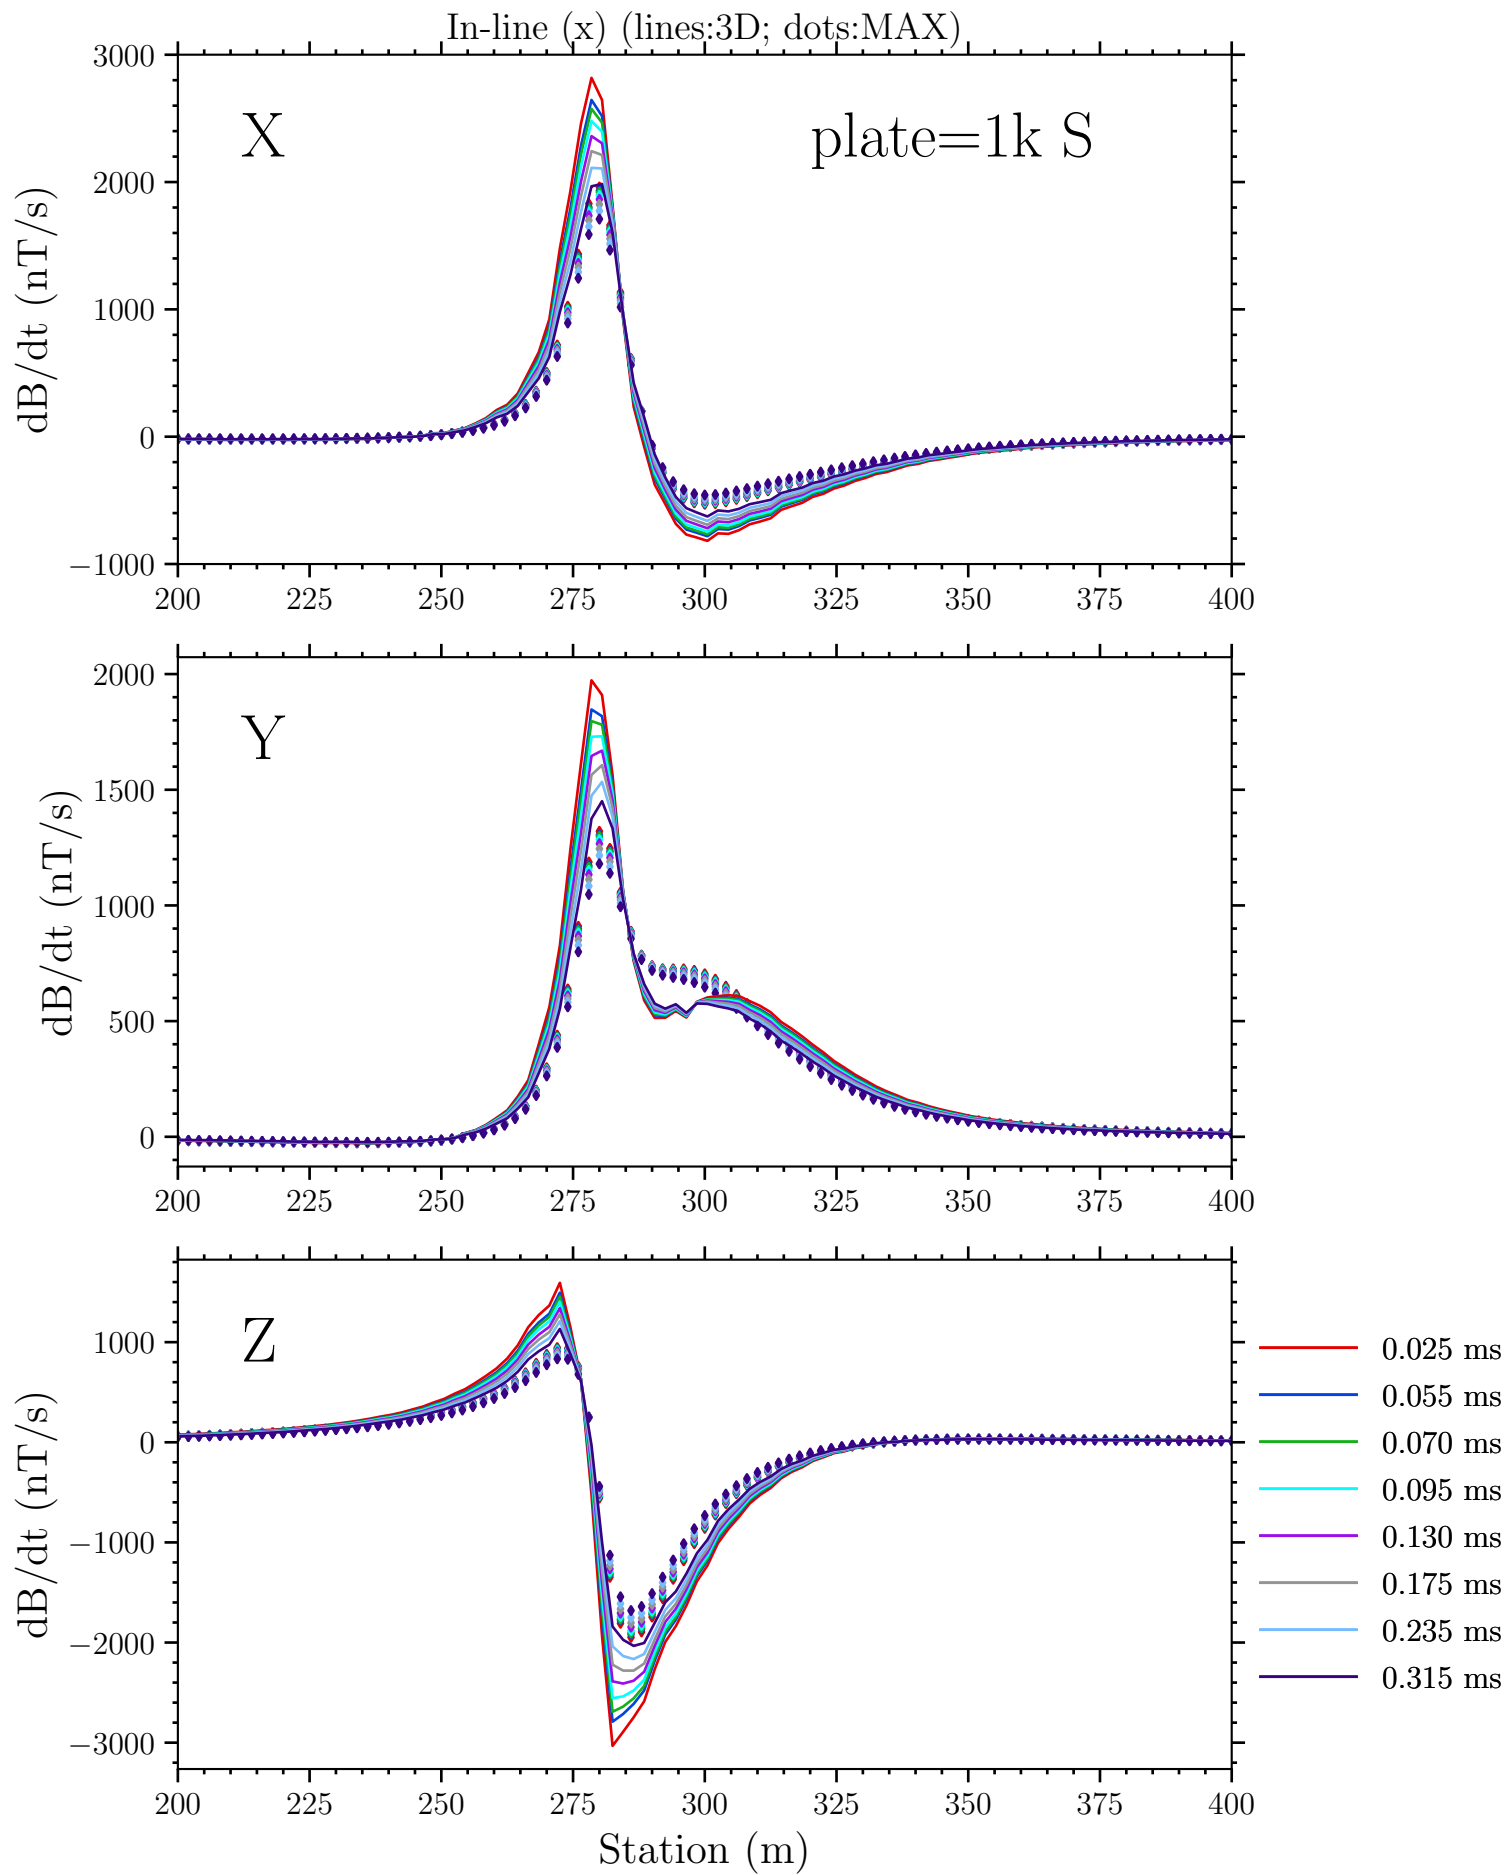 In-line (x) (lines:3D; dots:MAX)
X
plate=1k S
dB/dt (nT/s)
3000
2000
1000
0
−1000
200 225 250 275 300 325 350 375 400
Y
dB/dt (nT/s)
2000
1500
1000
500
0
200 225 250 275 300 325 350 375 400
Z
dB/dt (nT/s)
1000
0
−1000
−2000
−3000
200 225 250 275 300 325 350 375 400
Station (m)
0.025 ms
0.055 ms
0.070 ms
0.095 ms
0.130 ms
0.175 ms
0.235 ms
0.315 ms